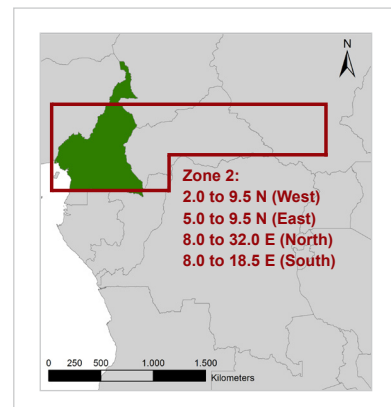 N
Zone 2:
2.0 to 9.5 N (West)
5.0 to 9.5 N (East)
8.0 to 32.0 E (North)
8.0 to 18.5 E (South)
0 250 500 1.000 1.500
Kilometers